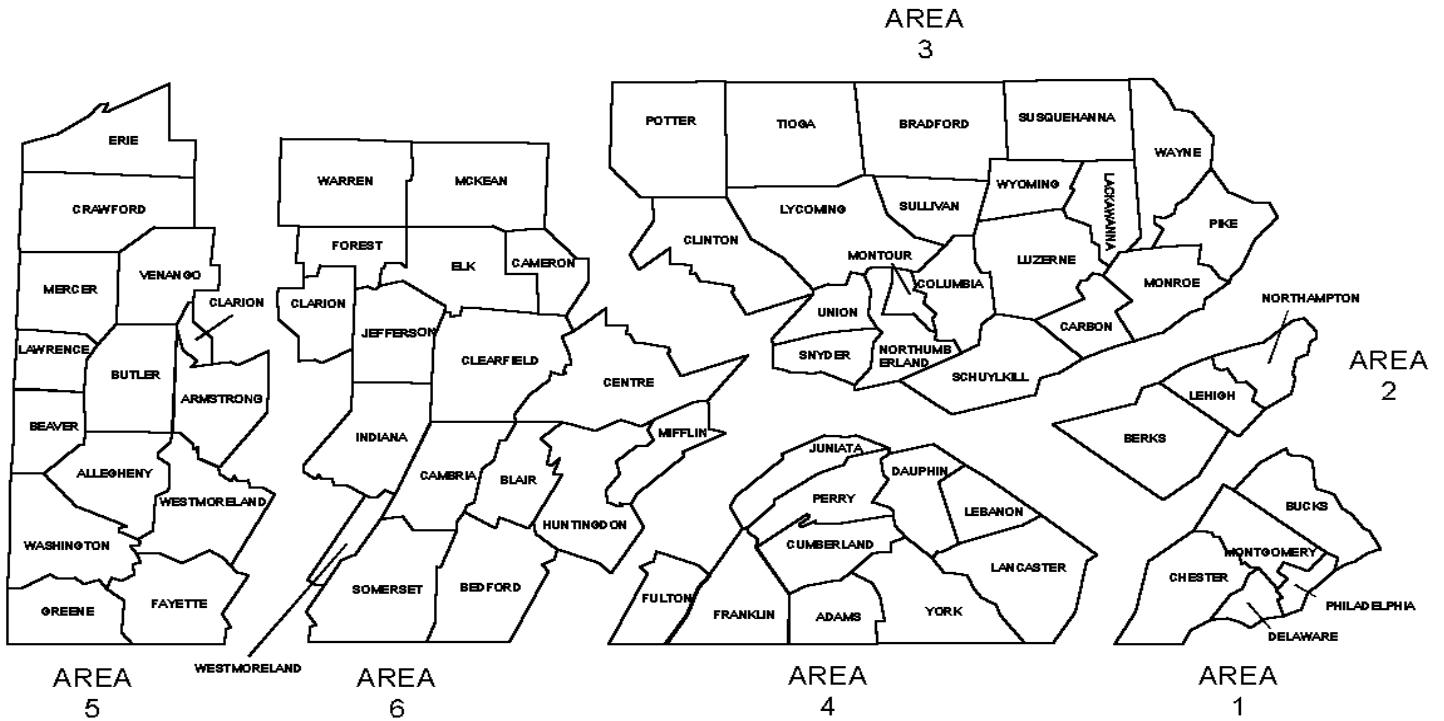 AREA
3
POTTER
TIOGA
BRADFORD
SUSQUEHANNA
WAYNE
WYOMING
LACKAWANNA
LYCOMING
SULLIVAN
PIKE
CLINTON
MONTOUR
COLUMBIA
LUZERNE
MONROE
UNION
CARBON
SNYDER
NORTHUMB
ERLAND
SCHUYLKILL
ERIE
CRAWFORD
VENANGO
MERCER
CLARION
LAWRENCE
BUTLER
ARMSTRONG
BEAVER
ALLEGHENY
WESTMORELAND
WASHINGTON
GREENE
FAYETTE
AREA
5
WARREN
MCKEAN
FOREST
ELK
CAMERON
CLARION
JEFFERSON
CLEARFIELD
CENTRE
INDIANA
MIFFLIN
CAMBRIA
BLAIR
HUNTINGDON
SOMERSET
BEDFORD
WESTMORELAND
AREA
6
JUNIATA
DAUPHIN
PERRY
LEBANON
CUMBERLAND
LANCASTER
FULTON
FRANKLIN
ADAMS
YORK
AREA
4
NORTHAMPTON
LEHIGH
BERKS
AREA
2
BUCKS
MONTGOMERY
CHESTER
PHILADELPHIA
DELAWARE
AREA
1